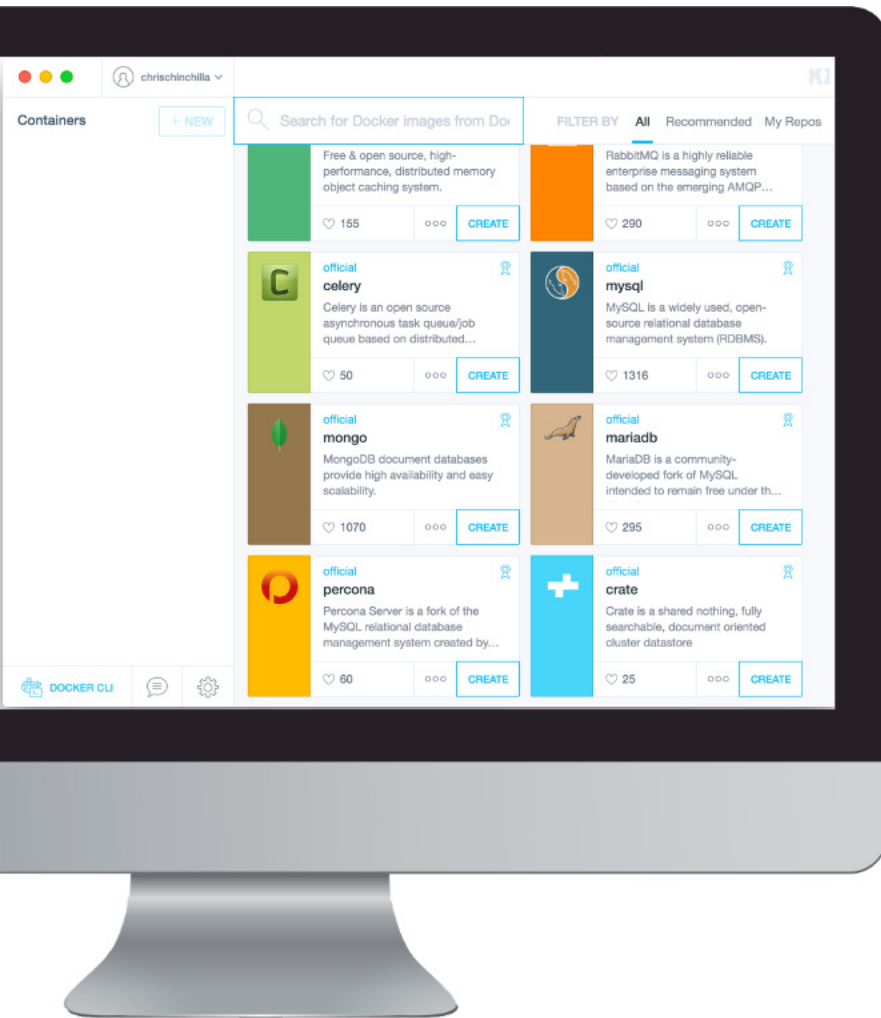 chrischinchilla
Containers
+ NEW
Search for Docker images from Do
FILTER BY All Recommended My Repos
Free & open source, high-
performance, distributed memory
object caching system.
155
CREATE
RabbitMQ is a highly reliable
enterprise messaging system
based on the emerging AMQP...
290
CREATE
official
celery
Celery is an open source
asynchronous task queue/job
queue based on distributed...
50
CREATE
official
mysql
MySQL is a widely used, open-
source relational database
management system (RDBMS).
1316
CREATE
official
mongo
MongoDB document databases
provide high availability and easy
scalability.
1070
CREATE
official
mariadb
MariaDB is a community-
developed fork of MySQL
intended to remain free under th...
295
CREATE
official
percona
Percona Server is a fork of the
MySQL relational database
management system created by...
60
CREATE
official
crate
Crate is a shared nothing, fully
searchable, document oriented
cluster datastore
25
CREATE
DOCKER CLI